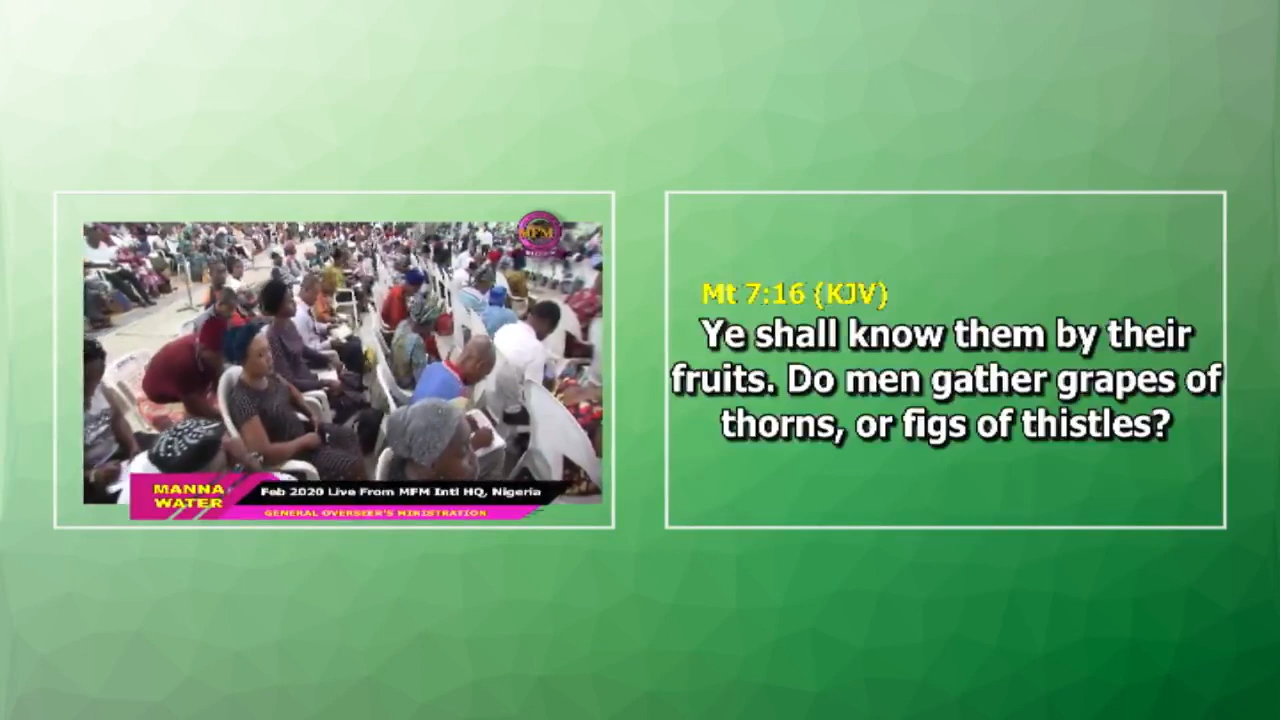 MFM
MANNA
WATER
Feb 2020 Live From MFM Intl HQ, Nigeria
GENERAL OVERSEER'S MINISTRATION
Mt 7:16 (KJV)
Ye shall know them by their
fruits. Do men gather grapes of
thorns, or figs of thistles?